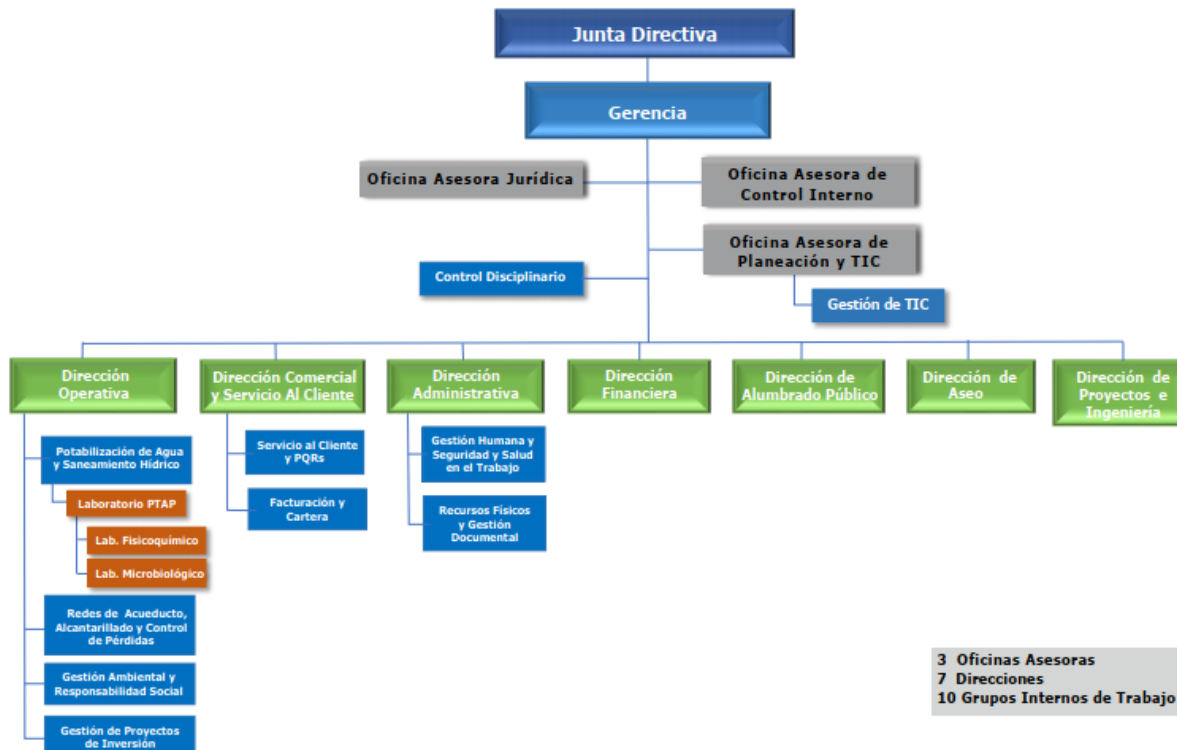 Junta Directiva
Gerencia
Oficina Asesora Jurídica
Oficina Asesora de
Control Interno
Oficina Asesora de
Planeación y TIC
Control Disciplinario
Gestión de TIC
Dirección
Operativa
Dirección Comercial
y Servicio Al Cliente
Dirección
Administrativa
Dirección
Financiera
Dirección de
Alumbrado Público
Dirección de
Aseo
Dirección de
Proyectos e
Ingeniería
Potabilización de Agua
y Saneamiento Hídrico
Laboratorio PTAP
Lab. Fisicoquímico
Lab. Microbiológico
Redes de Acueducto,
Alcantarillado y Control
de Pérdidas
Gestión Ambiental y
Responsabilidad Social
Gestión de Proyectos
de Inversión
Servicio al Cliente
y PQRs
Facturación y
Cartera
Gestión Humana y
Seguridad y Salud
en el Trabajo
Recursos Físicos
y Gestión
Documental
3 Oficinas Asesoras
7 Direcciones
10 Grupos Internos de Trabajo